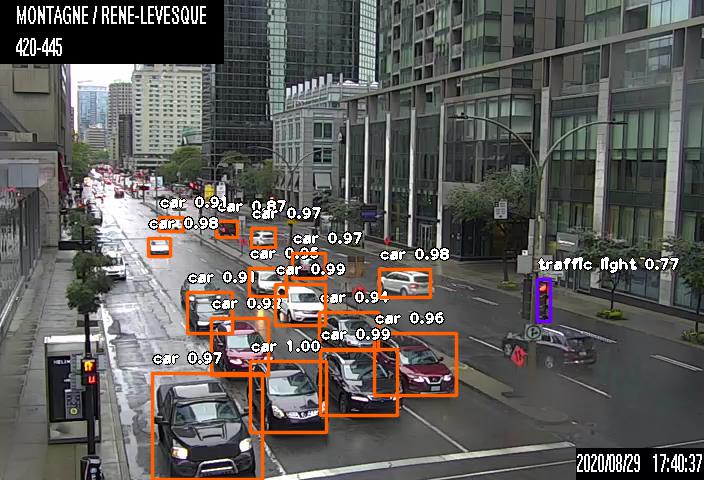 MONTAGNE / RENE-LEVESQUE
420-445
car 0.87
car 0.97
car 0.98
car 0.97
car 0.98
car 0.99
traffic light 0.77
car 0.94
car 0.96
car 0.99
car 1.00
car 0.97
2020/08/29 17:40:37